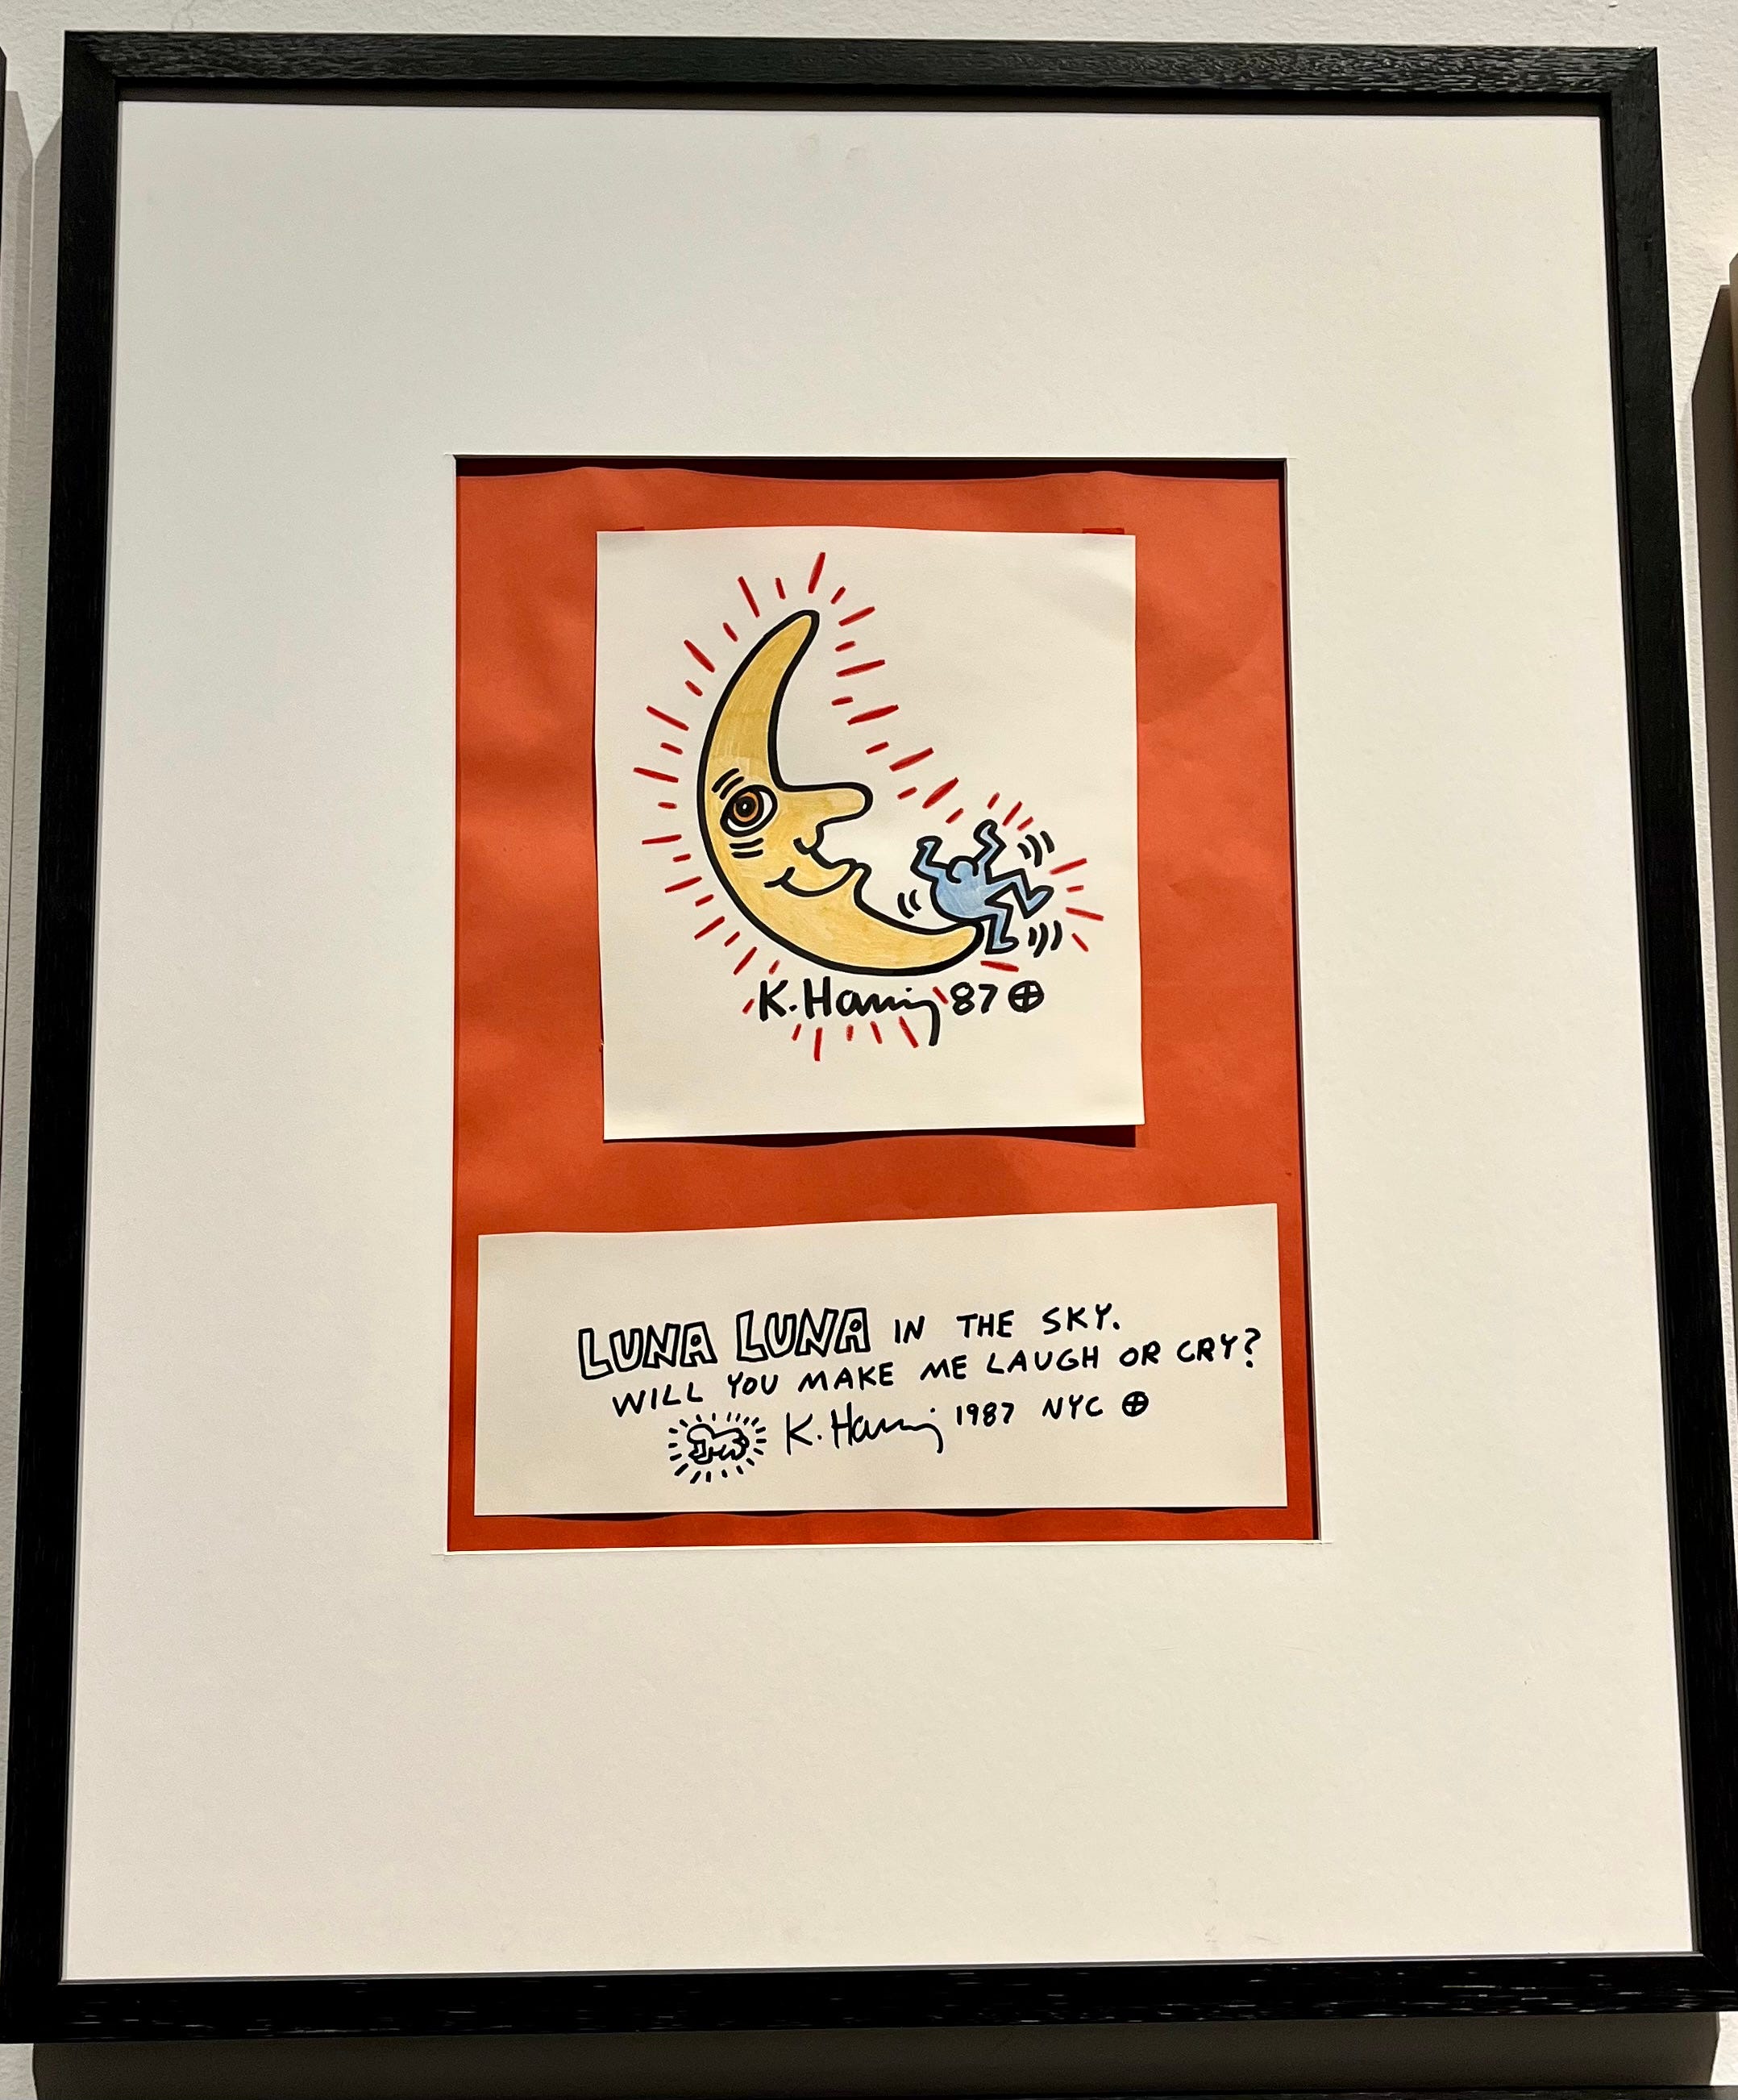 K. Haring '87
LUNA LUNA IN THE SKY.
WILL YOU MAKE ME LAUGH OR CRY?
K. Haring 1987 NYC